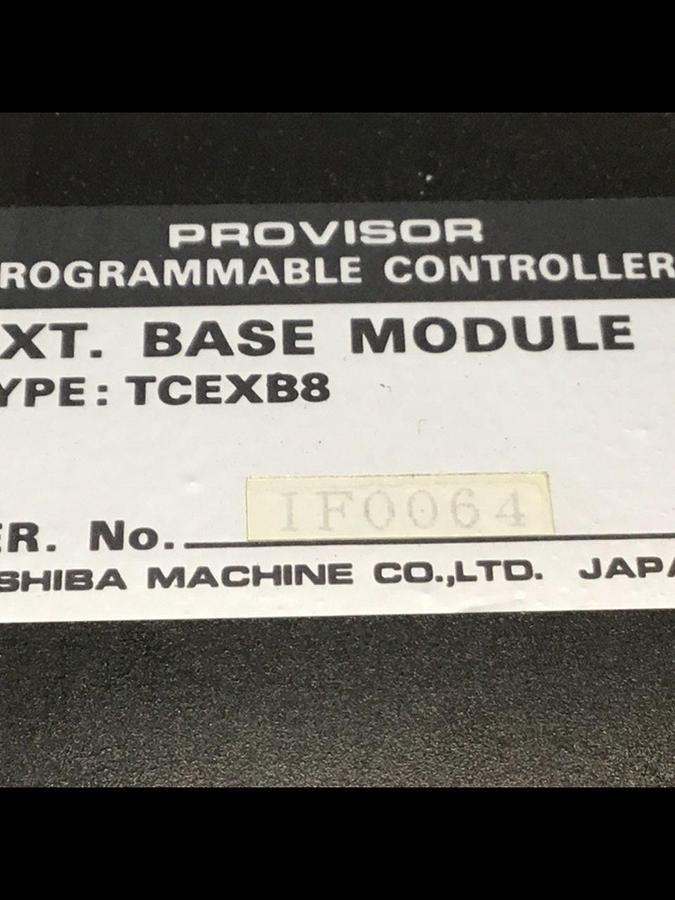 PROVISOR
ROGRAMMABLE CONTROLLER
XT. BASE MODULE
YPE: TCEXB8
ER. No. IF0064
SHIBA MACHINE CO.,LTD. JAPA